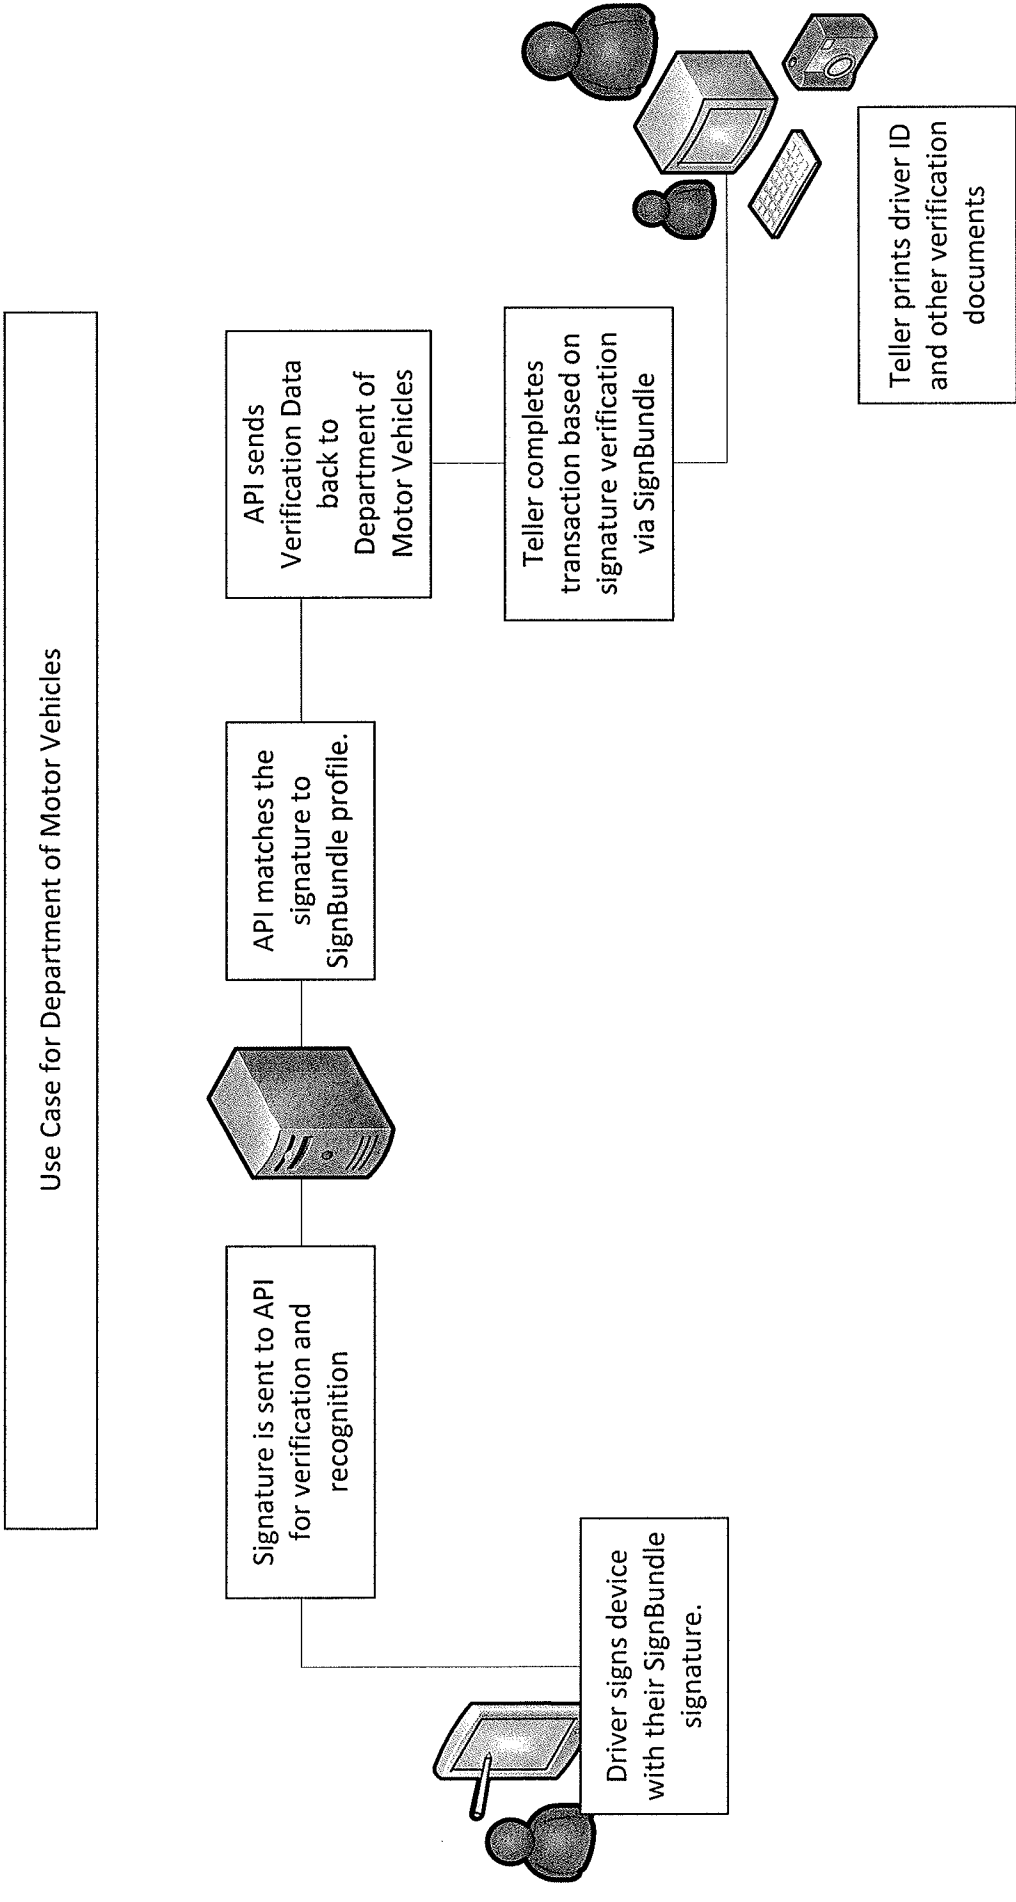 Use Case for Department of Motor Vehicles
Driver signs device
with their SignBundle
signature.
Signature is sent to API
for verification and
recognition
API matches the
signature to
SignBundle profile.
API sends
Verification Data
back to
Department of
Motor Vehicles
Teller completes
transaction based on
signature verification
via SignBundle
Teller prints driver ID
and other verification
documents